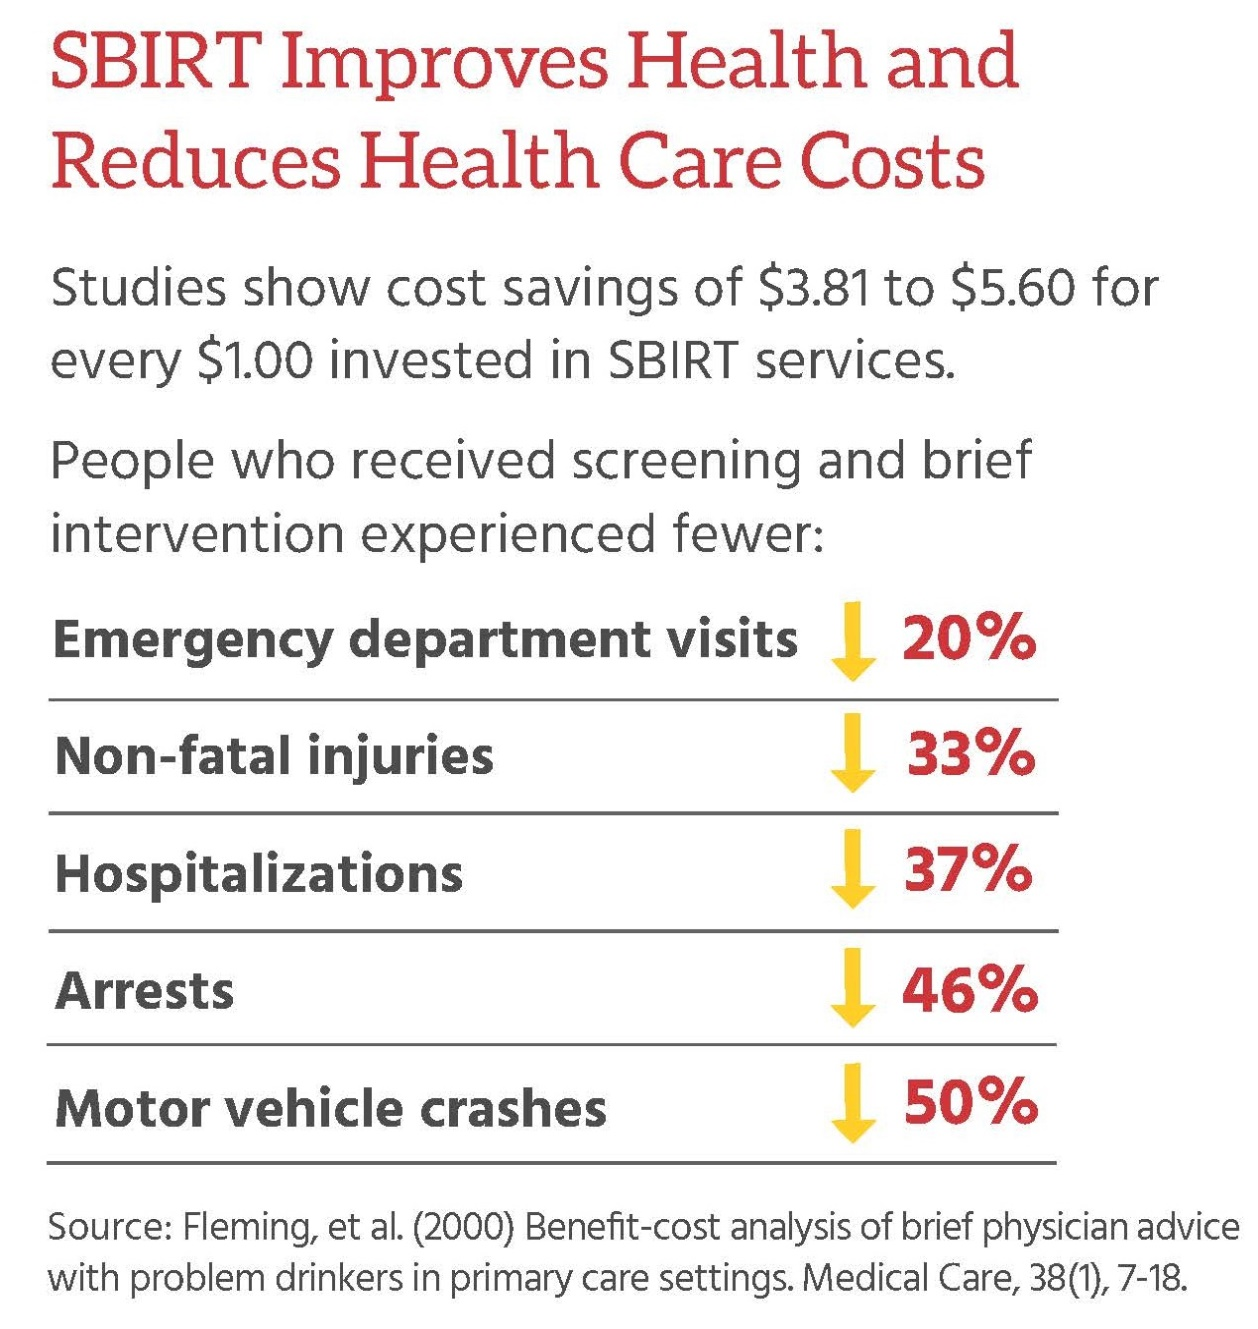 SBIRT Improves Health and
Reduces Health Care Costs
Studies show cost savings of $3.81 to $5.60 for
every $1.00 invested in SBIRT services.
People who received screening and brief
intervention experienced fewer:
Emergency department visits 20%
Non-fatal injuries 33%
Hospitalizations 37%
Arrests 46%
Motor vehicle crashes 50%
Source: Fleming, et al. (2000) Benefit-cost analysis of brief physician advice
with problem drinkers in primary care settings. Medical Care, 38(1), 7-18.